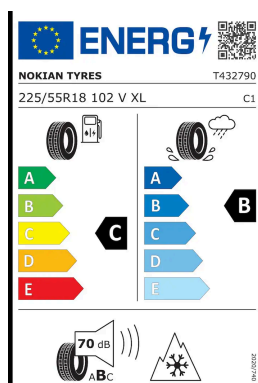 ENERG
NOKIAN TYRES T432790
225/55R18 102 V XL C1
A A
B B B
C C C
D D
E E
70 dB
ABC
2020/740